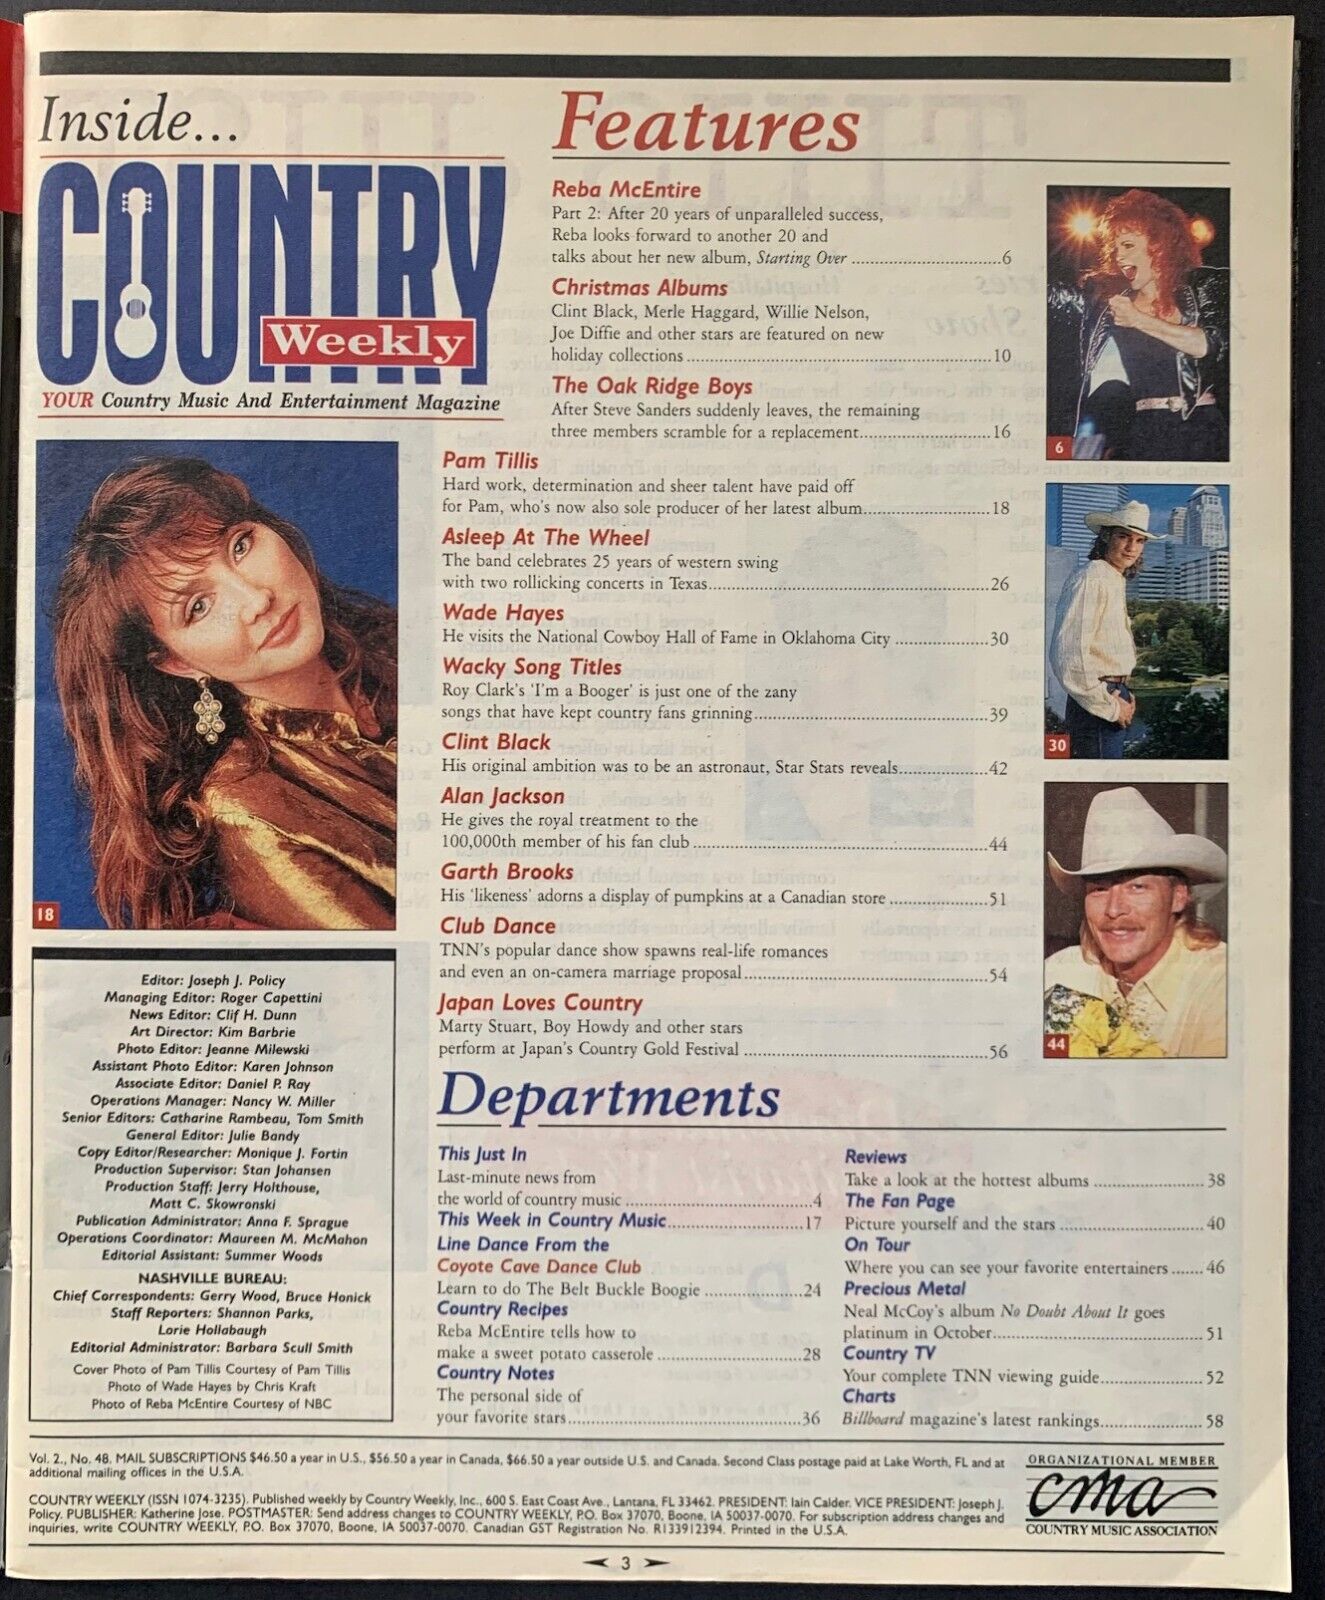 Inside...
COUNTRY
Weekly
YOUR Country Music And Entertainment Magazine
18
Editor: Joseph J. Policy
Managing Editor: Roger Capettini
News Editor: Clif H. Dunn
Art Director: Kim Barbrie
Photo Editor: Jeanne Milewski
Assistant Photo Editor: Karen Johnson
Associate Editor: Daniel P. Ray
Operations Manager: Nancy W. Miller
Senior Editors: Catharine Rambeau, Tom Smith
General Editor: Julie Bandy
Copy Editor/Researcher: Monique J. Fortin
Production Supervisor: Stan Johansen
Production Staff: Jerry Holthouse,
Matt C. Skowronski
Publication Administrator: Anna F. Sprague
Operations Coordinator: Maureen M. McMahon
Editorial Assistant: Summer Woods
NASHVILLE BUREAU:
Chief Correspondents: Gerry Wood, Bruce Honick
Staff Reporters: Shannon Parks,
Lorie Hollabaugh
Editorial Administrator: Barbara Scull Smith
Cover Photo of Pam Tillis Courtesy of Pam Tillis
Photo of Wade Hayes by Chris Kraft
Photo of Reba McEntire Courtesy of NBC
Features
Reba McEntire
Part 2: After 20 years of unparalleled success,
Reba looks forward to another 20 and
talks about her new album, Starting Over ..............................6
Christmas Albums
Clint Black, Merle Haggard, Willie Nelson,
Joe Diffie and other stars are featured on new
holiday collections ............................................................10
The Oak Ridge Boys
After Steve Sanders suddenly leaves, the remaining
three members scramble for a replacement..........................16
Pam Tillis
Hard work, determination and sheer talent have paid off
for Pam, who's now also sole producer of her latest album.........................18
Asleep At The Wheel
The band celebrates 25 years of western swing
with two rollicking concerts in Texas........................................................26
Wade Hayes
He visits the National Cowboy Hall of Fame in Oklahoma City ...................30
Wacky Song Titles
Roy Clark's 'I'm a Booger' is just one of the zany
songs that have kept country fans grinning...............................................39
Clint Black
His original ambition was to be an astronaut, Star Stats reveals..................42
Alan Jackson
He gives the royal treatment to the
100,000th member of his fan club ...........................................................44
Garth Brooks
His 'likeness' adorns a display of pumpkins at a Canadian store ...................51
Club Dance
TNN's popular dance show spawns real-life romances
and even an on-camera marriage proposal.................................................54
Japan Loves Country
Marty Stuart, Boy Howdy and other stars
perform at Japan's Country Gold Festival .................................................56
6
30
44
Departments
This Just In
Last-minute news from
the world of country music .....................................4
This Week in Country Music...........................17
Line Dance From the
Coyote Cave Dance Club
Learn to do The Belt Buckle Boogie ....................24
Country Recipes
Reba McEntire tells how to
make a sweet potato casserole .............................28
Country Notes
The personal side of
your favorite stars..............................................36
Reviews
Take a look at the hottest albums ......................38
The Fan Page
Picture yourself and the stars .............................40
On Tour
Where you can see your favorite entertainers .......46
Precious Metal
Neal McCoy's album No Doubt About It goes
platinum in October..........................................51
Country TV
Your complete TNN viewing guide.....................52
Charts
Billboard magazine's latest rankings.....................58
Vol. 2., No. 48. MAIL SUBSCRIPTIONS $46.50 a year in U.S., $56.50 a year in Canada, $66.50 a year outside U.S. and Canada. Second Class postage paid at Lake Worth, FL and at
additional mailing offices in the U.S.A.
COUNTRY WEEKLY (ISSN 1074-3235). Published weekly by Country Weekly, Inc., 600 S. East Coast Ave., Lantana, FL 33462. PRESIDENT: Iain Calder. VICE PRESIDENT: Joseph J.
Policy. PUBLISHER: Katherine Jose. POSTMASTER: Send address changes to COUNTRY WEEKLY, P.O. Box 37070, Boone, IA 50037-0070. For subscription address changes and
inquiries, write COUNTRY WEEKLY, P.O. Box 37070, Boone, IA 50037-0070. Canadian GST Registration No. R133912394. Printed in the U.S.A.
ORGANIZATIONAL MEMBER
cma
COUNTRY MUSIC ASSOCIATION
3